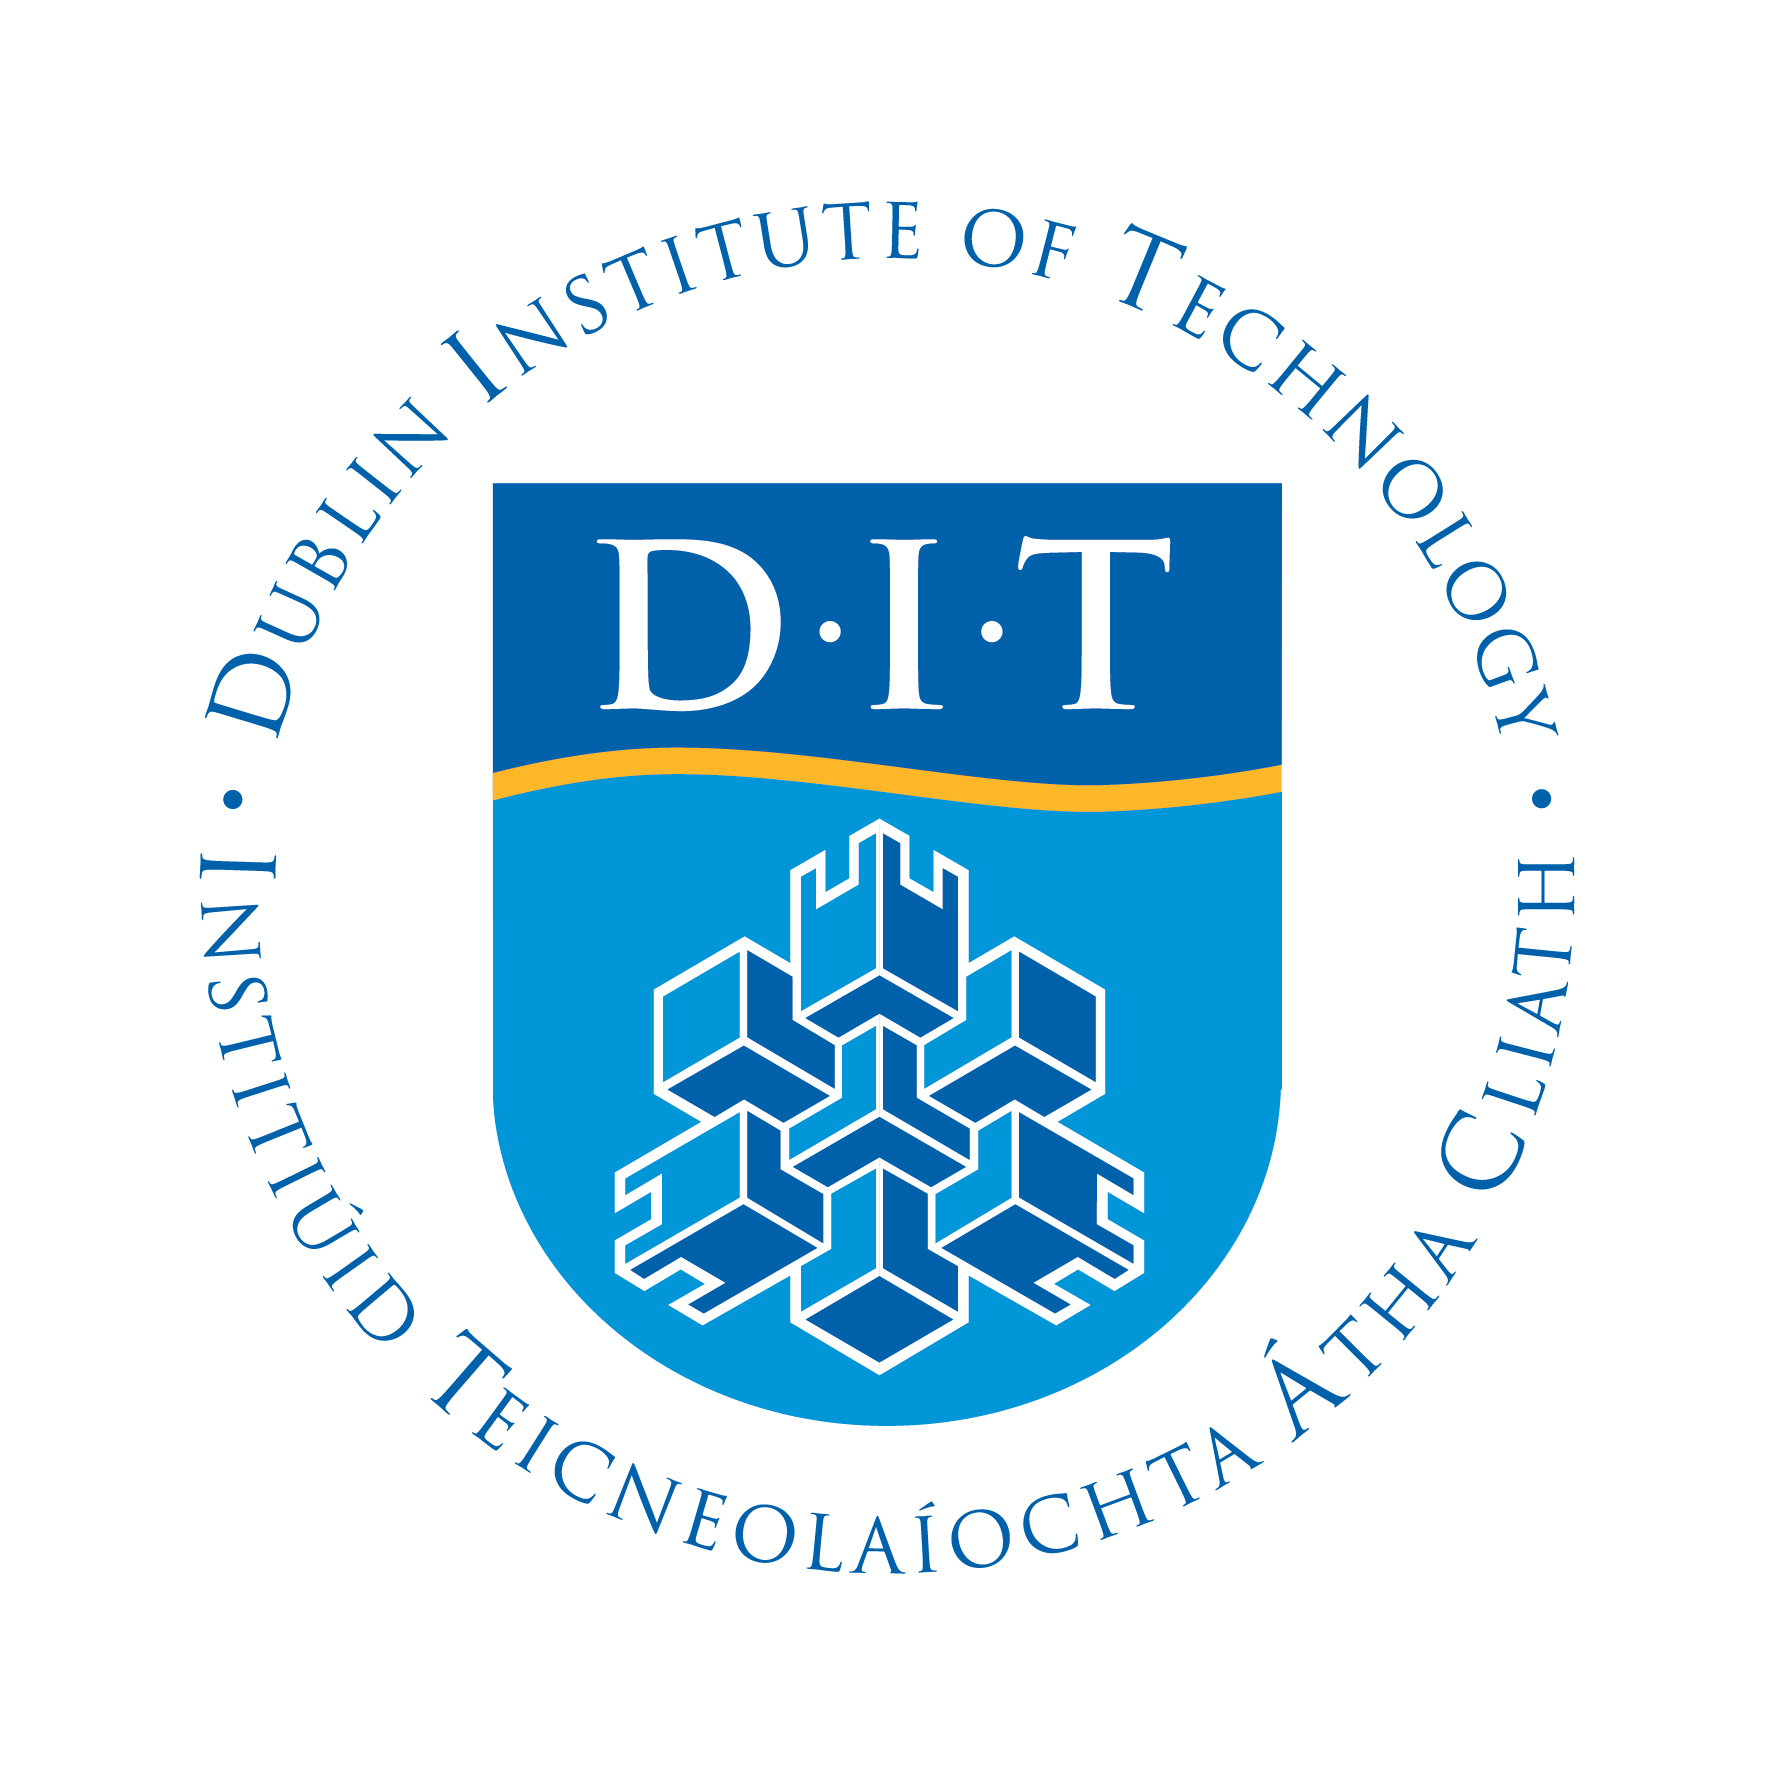 Dublin Institute of Technology
D·I·T
Institiúid Teicneolaíochta Átha Cliath